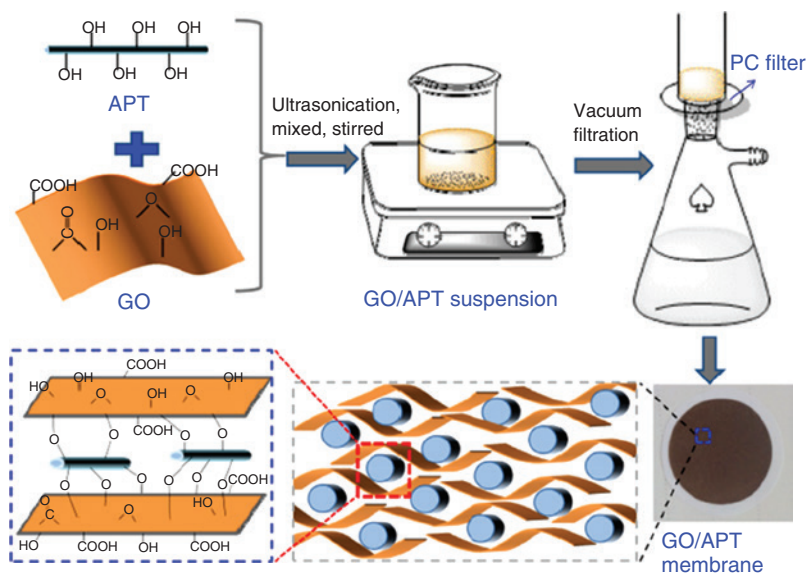 OH OH OH
OH OH OH
APT
COOH
COOH
O
C
O
OH
OH
GO
Ultrasonication,
mixed, stirred
GO/APT suspension
Vacuum
filtration
PC filter
COOH
HO
OH
O
OH
O
OH
O
O
COOH
O
O
O
O
O
O
O
COOH
O
C
O
HO
HO
COOH
OH
COOH
GO/APT
membrane